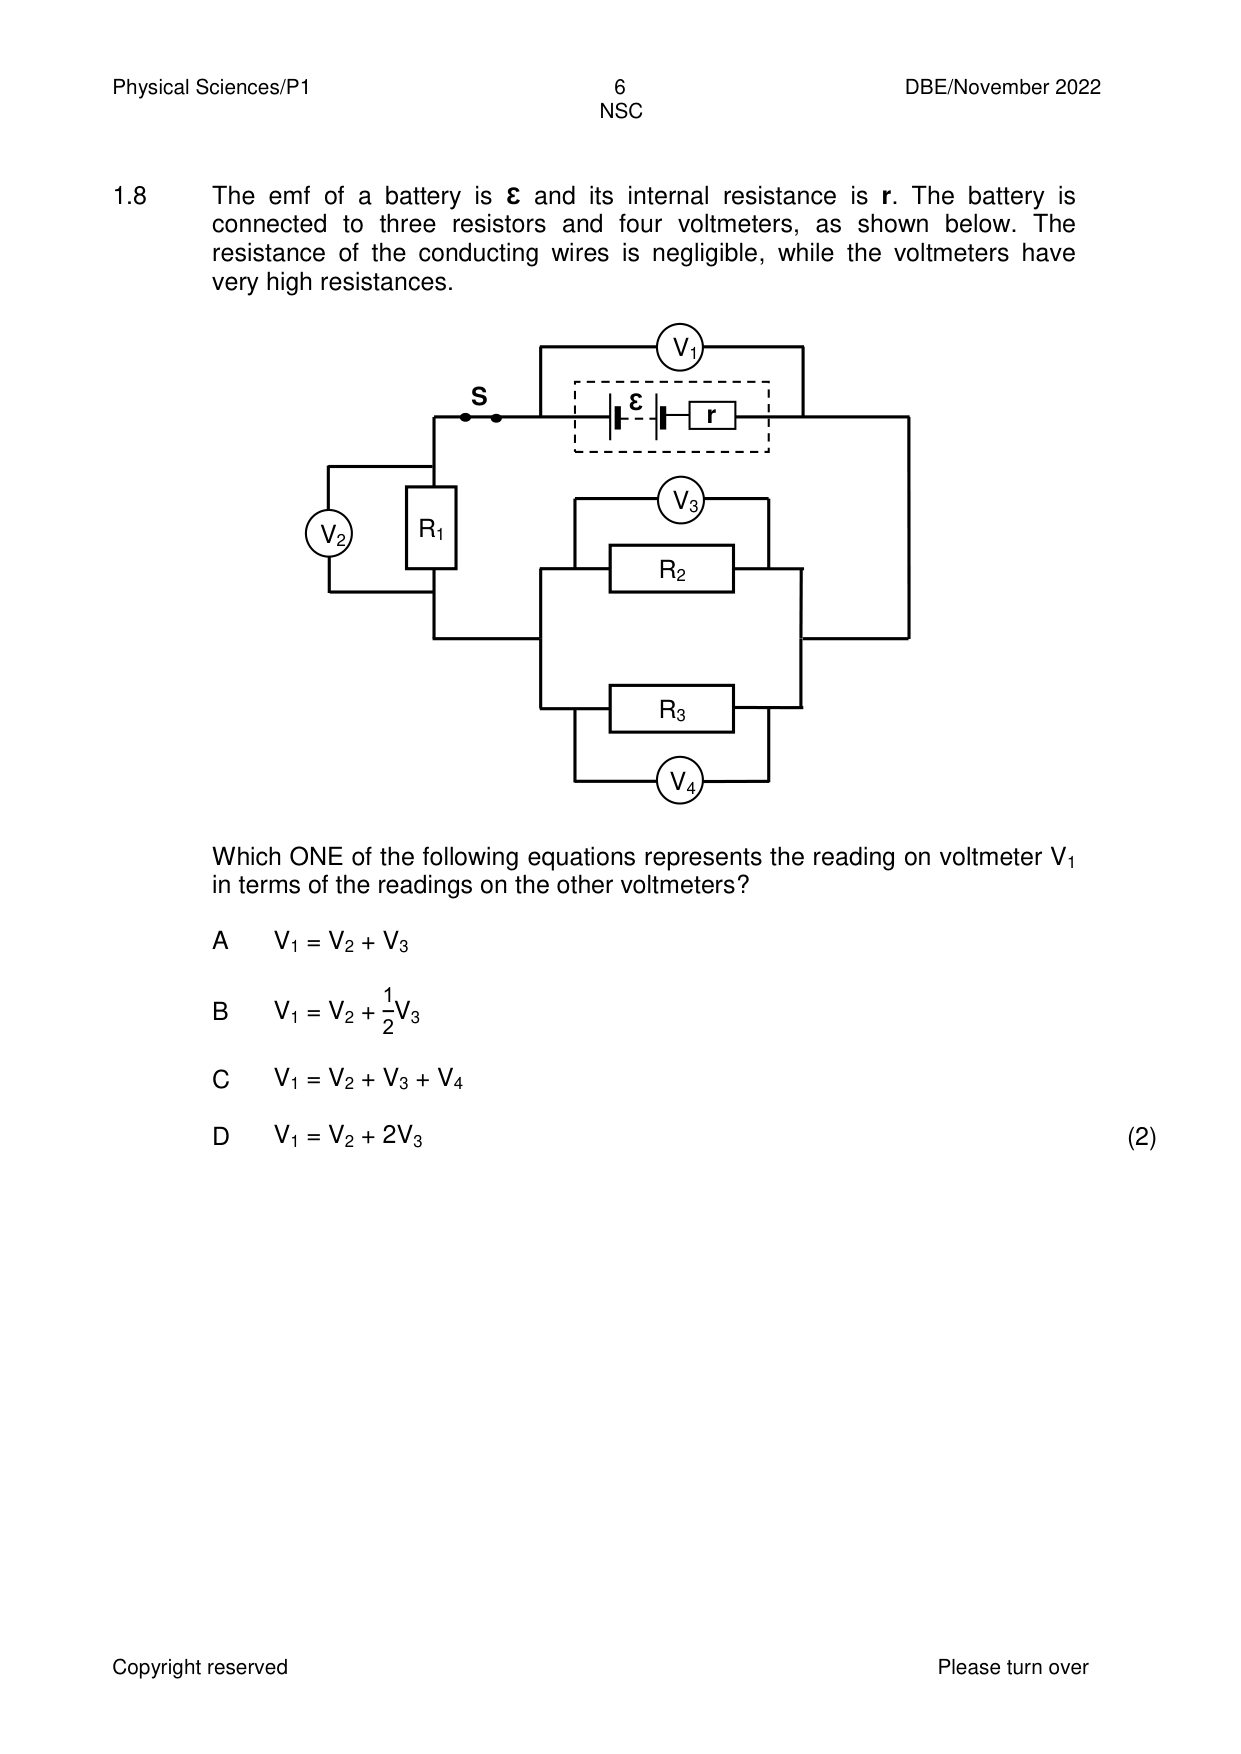 Physical Sciences/P1 6 DBE/November 2022
NSC
1.8 The emf of a battery is Ɛ and its internal resistance is r. The battery is
connected to three resistors and four voltmeters, as shown below. The
resistance of the conducting wires is negligible, while the voltmeters have
very high resistances.
V₁
S
Ɛ
r
V₃
V₂
R₁
R₂
R₃
V₄
Which ONE of the following equations represents the reading on voltmeter V₁
in terms of the readings on the other voltmeters?
A V₁ = V₂ + V₃
B V₁ = V₂ + ½V₃
C V₁ = V₂ + V₃ + V₄
D V₁ = V₂ + 2V₃ (2)
Copyright reserved Please turn over